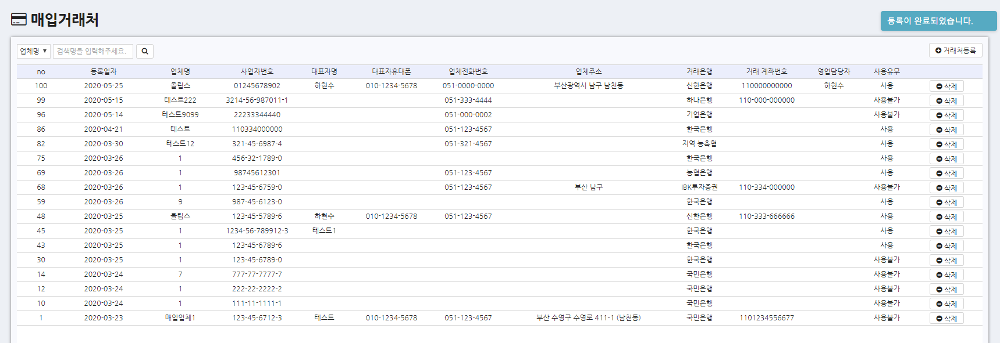 매입거래처
등록이 완료되었습니다.
업체명 ▼ 검색명을 입력해주세요. 거래처등록
no 등록일자 업체명 사업자번호 대표자명 대표자휴대폰 업체전화번호 업체주소 거래은행 거래 계좌번호 영업담당자 사용유무
100 2020-05-25 올립스 01245678902 하현수 010-1234-5678 051-0000-0000 부산광역시 남구 남천동 신한은행 110000000000 하현수 사용 삭제
99 2020-05-15 테스트222 3214-56-987011-1 051-333-4444 하나은행 110-000-000000 사용불가 삭제
96 2020-05-14 테스트9099 22233344440 051-000-0002 기업은행 사용불가 삭제
86 2020-04-21 테스트 110334000000 051-123-4567 한국은행 사용 삭제
82 2020-03-30 테스트12 321-45-6987-4 051-321-4567 지역 농축협 사용 삭제
75 2020-03-26 1 456-32-1789-0 한국은행 사용 삭제
69 2020-03-26 1 98745612301 051-123-4567 농협은행 사용 삭제
68 2020-03-26 1 123-45-6759-0 051-123-4567 부산 남구 IBK투자증권 110-334-000000 사용불가 삭제
59 2020-03-26 9 987-45-6123-0 한국은행 사용 삭제
48 2020-03-25 올립스 123-45-5789-6 하현수 010-1234-5678 051-123-4567 신한은행 110-333-666666 사용 삭제
45 2020-03-25 1 1234-56-789912-3 테스트1 한국은행 사용 삭제
43 2020-03-25 1 123-45-6789-6 한국은행 사용 삭제
30 2020-03-25 1 123-45-6789-0 한국은행 사용불가 삭제
14 2020-03-24 7 777-77-7777-7 국민은행 사용불가 삭제
12 2020-03-24 1 222-22-2222-2 국민은행 사용불가 삭제
10 2020-03-24 1 111-11-1111-1 국민은행 사용불가 삭제
1 2020-03-23 매입업체1 123-45-6712-3 테스트 010-1234-5678 051-123-4567 부산 수영구 수영로 411-1 (남천동) 국민은행 1101234556677 사용불가 삭제